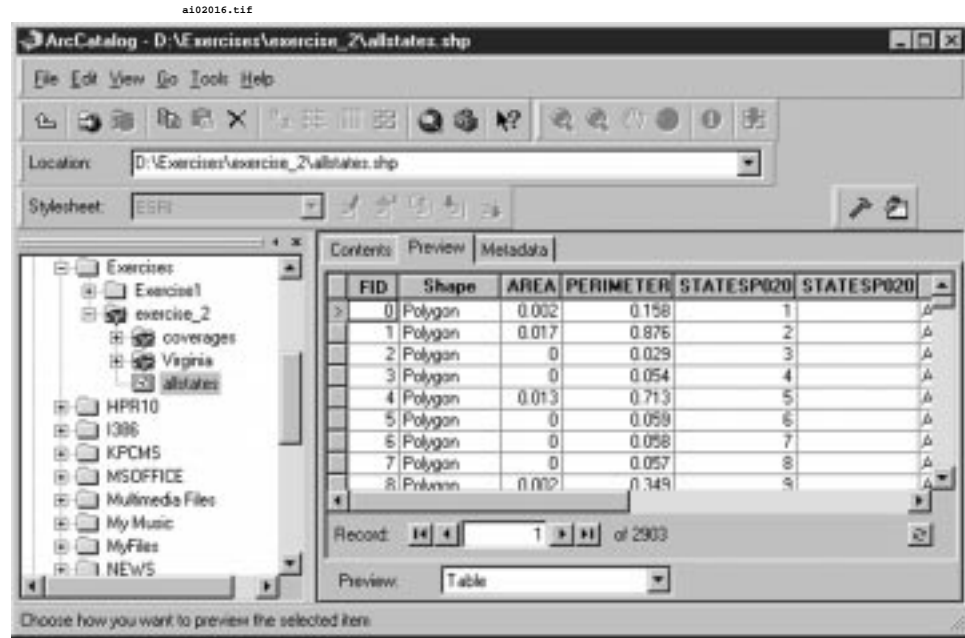 ai02016.tif
ArcCatalog - D:\Exercises\exercise_2\allstates.shp
File Edit View Go Tools Help
Location: D:\Exercises\exercise_2\allstates.shp
Stylesheet: ESRI
Exercises
Exercise1
exercise_2
coverages
Virginia
allstates
HPR10
I386
KPCMS
MSOFFICE
Multimedia Files
My Music
MyFiles
NEWS
Contents Preview Metadata
FID Shape AREA PERIMETER STATESP020 STATESP020
0 Polygon 0.002 0.158 1 A
1 Polygon 0.017 0.876 2 A
2 Polygon 0 0.029 3 A
3 Polygon 0 0.054 4 A
4 Polygon 0.013 0.713 5 A
5 Polygon 0 0.059 6 A
6 Polygon 0 0.058 7 A
7 Polygon 0 0.057 8 A
8 Polygon 0.002 0.349 9 A
Record: 1 of 2903
Preview: Table
Choose how you want to preview the selected item